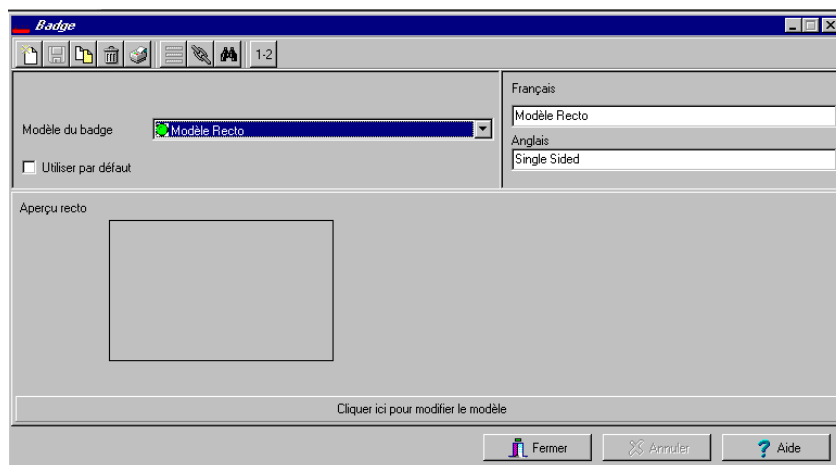 Badge
1-2
Français
Modèle Recto
Modèle du badge
Modèle Recto
Anglais
Single Sided
Utiliser par défaut
Aperçu recto
Cliquer ici pour modifier le modèle
Fermer
Annuler
Aide